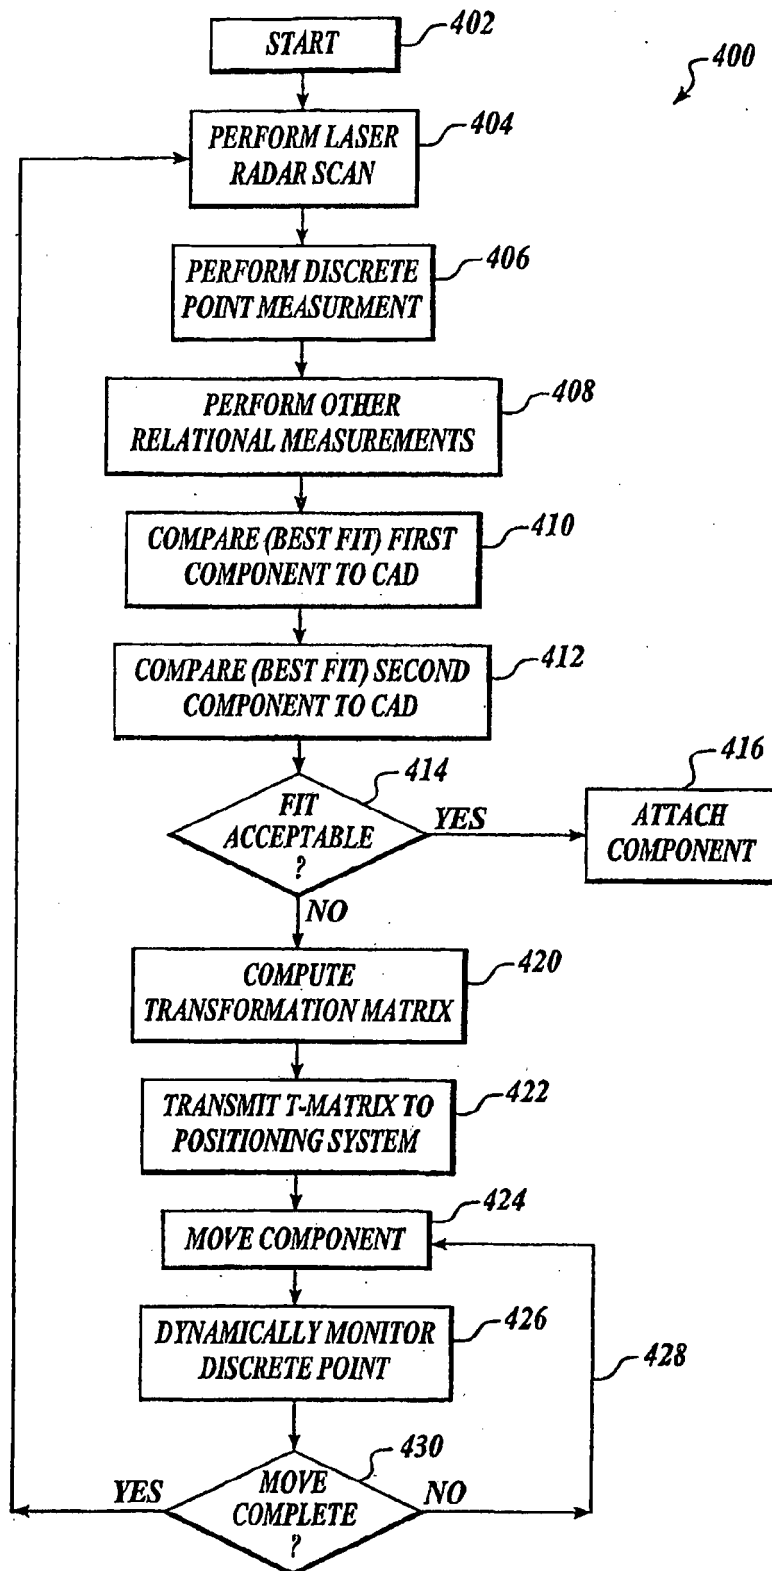 START
402
400
PERFORM LASER
RADAR SCAN
404
PERFORM DISCRETE
POINT MEASURMENT
406
PERFORM OTHER
RELATIONAL MEASUREMENTS
408
COMPARE (BEST FIT) FIRST
COMPONENT TO CAD
410
COMPARE (BEST FIT) SECOND
COMPONENT TO CAD
412
FIT
ACCEPTABLE
?
414
YES
ATTACH
COMPONENT
416
NO
COMPUTE
TRANSFORMATION MATRIX
420
TRANSMIT T-MATRIX TO
POSITIONING SYSTEM
422
MOVE COMPONENT
424
DYNAMICALLY MONITOR
DISCRETE POINT
426
428
MOVE
COMPLETE
?
430
YES
NO